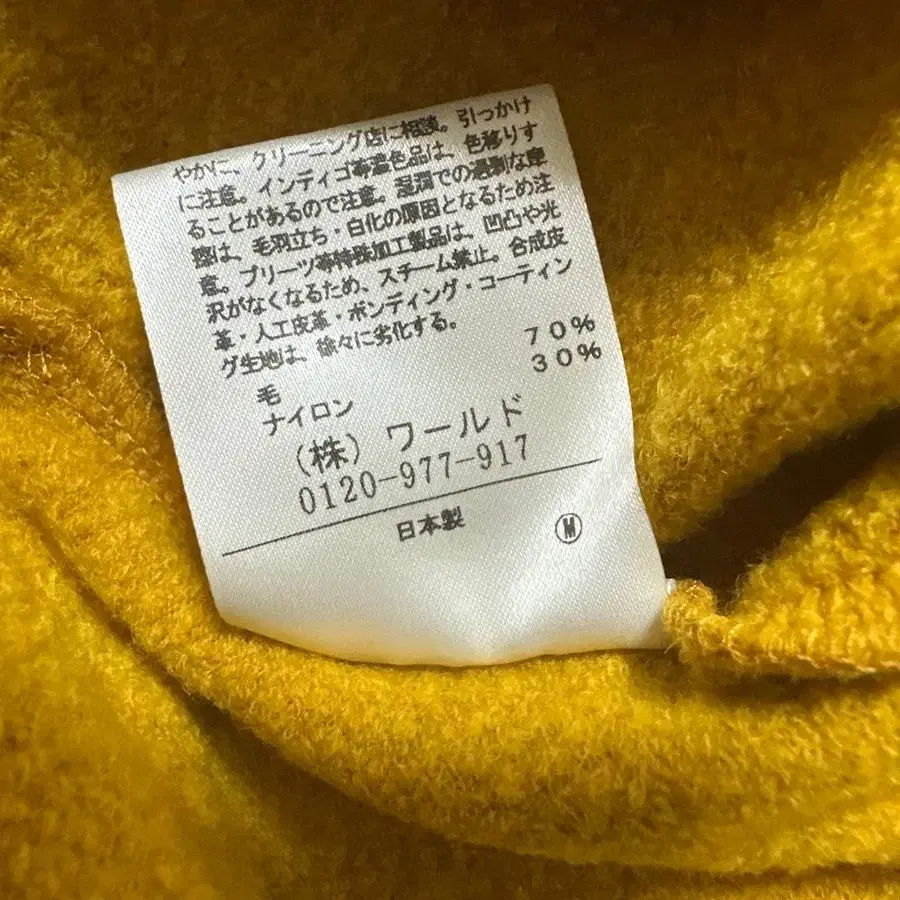 やかに、クリーニング店に相談。引っかけ
に注意。インディゴ等濃色品は、色移りす
ることがあるので注意。湿潤での過剰な摩
擦は、毛羽立ち・白化の原因となるため注
意。プリーツ等特殊加工製品は、凹凸や光
沢がなくなるため、スチーム禁止。合成皮
革・人工皮革・ボンディング・コーティン
グ生地は、徐々に劣化する。
毛 70%
ナイロン 30%
(株) ワールド
0120-977-917
日本製 M